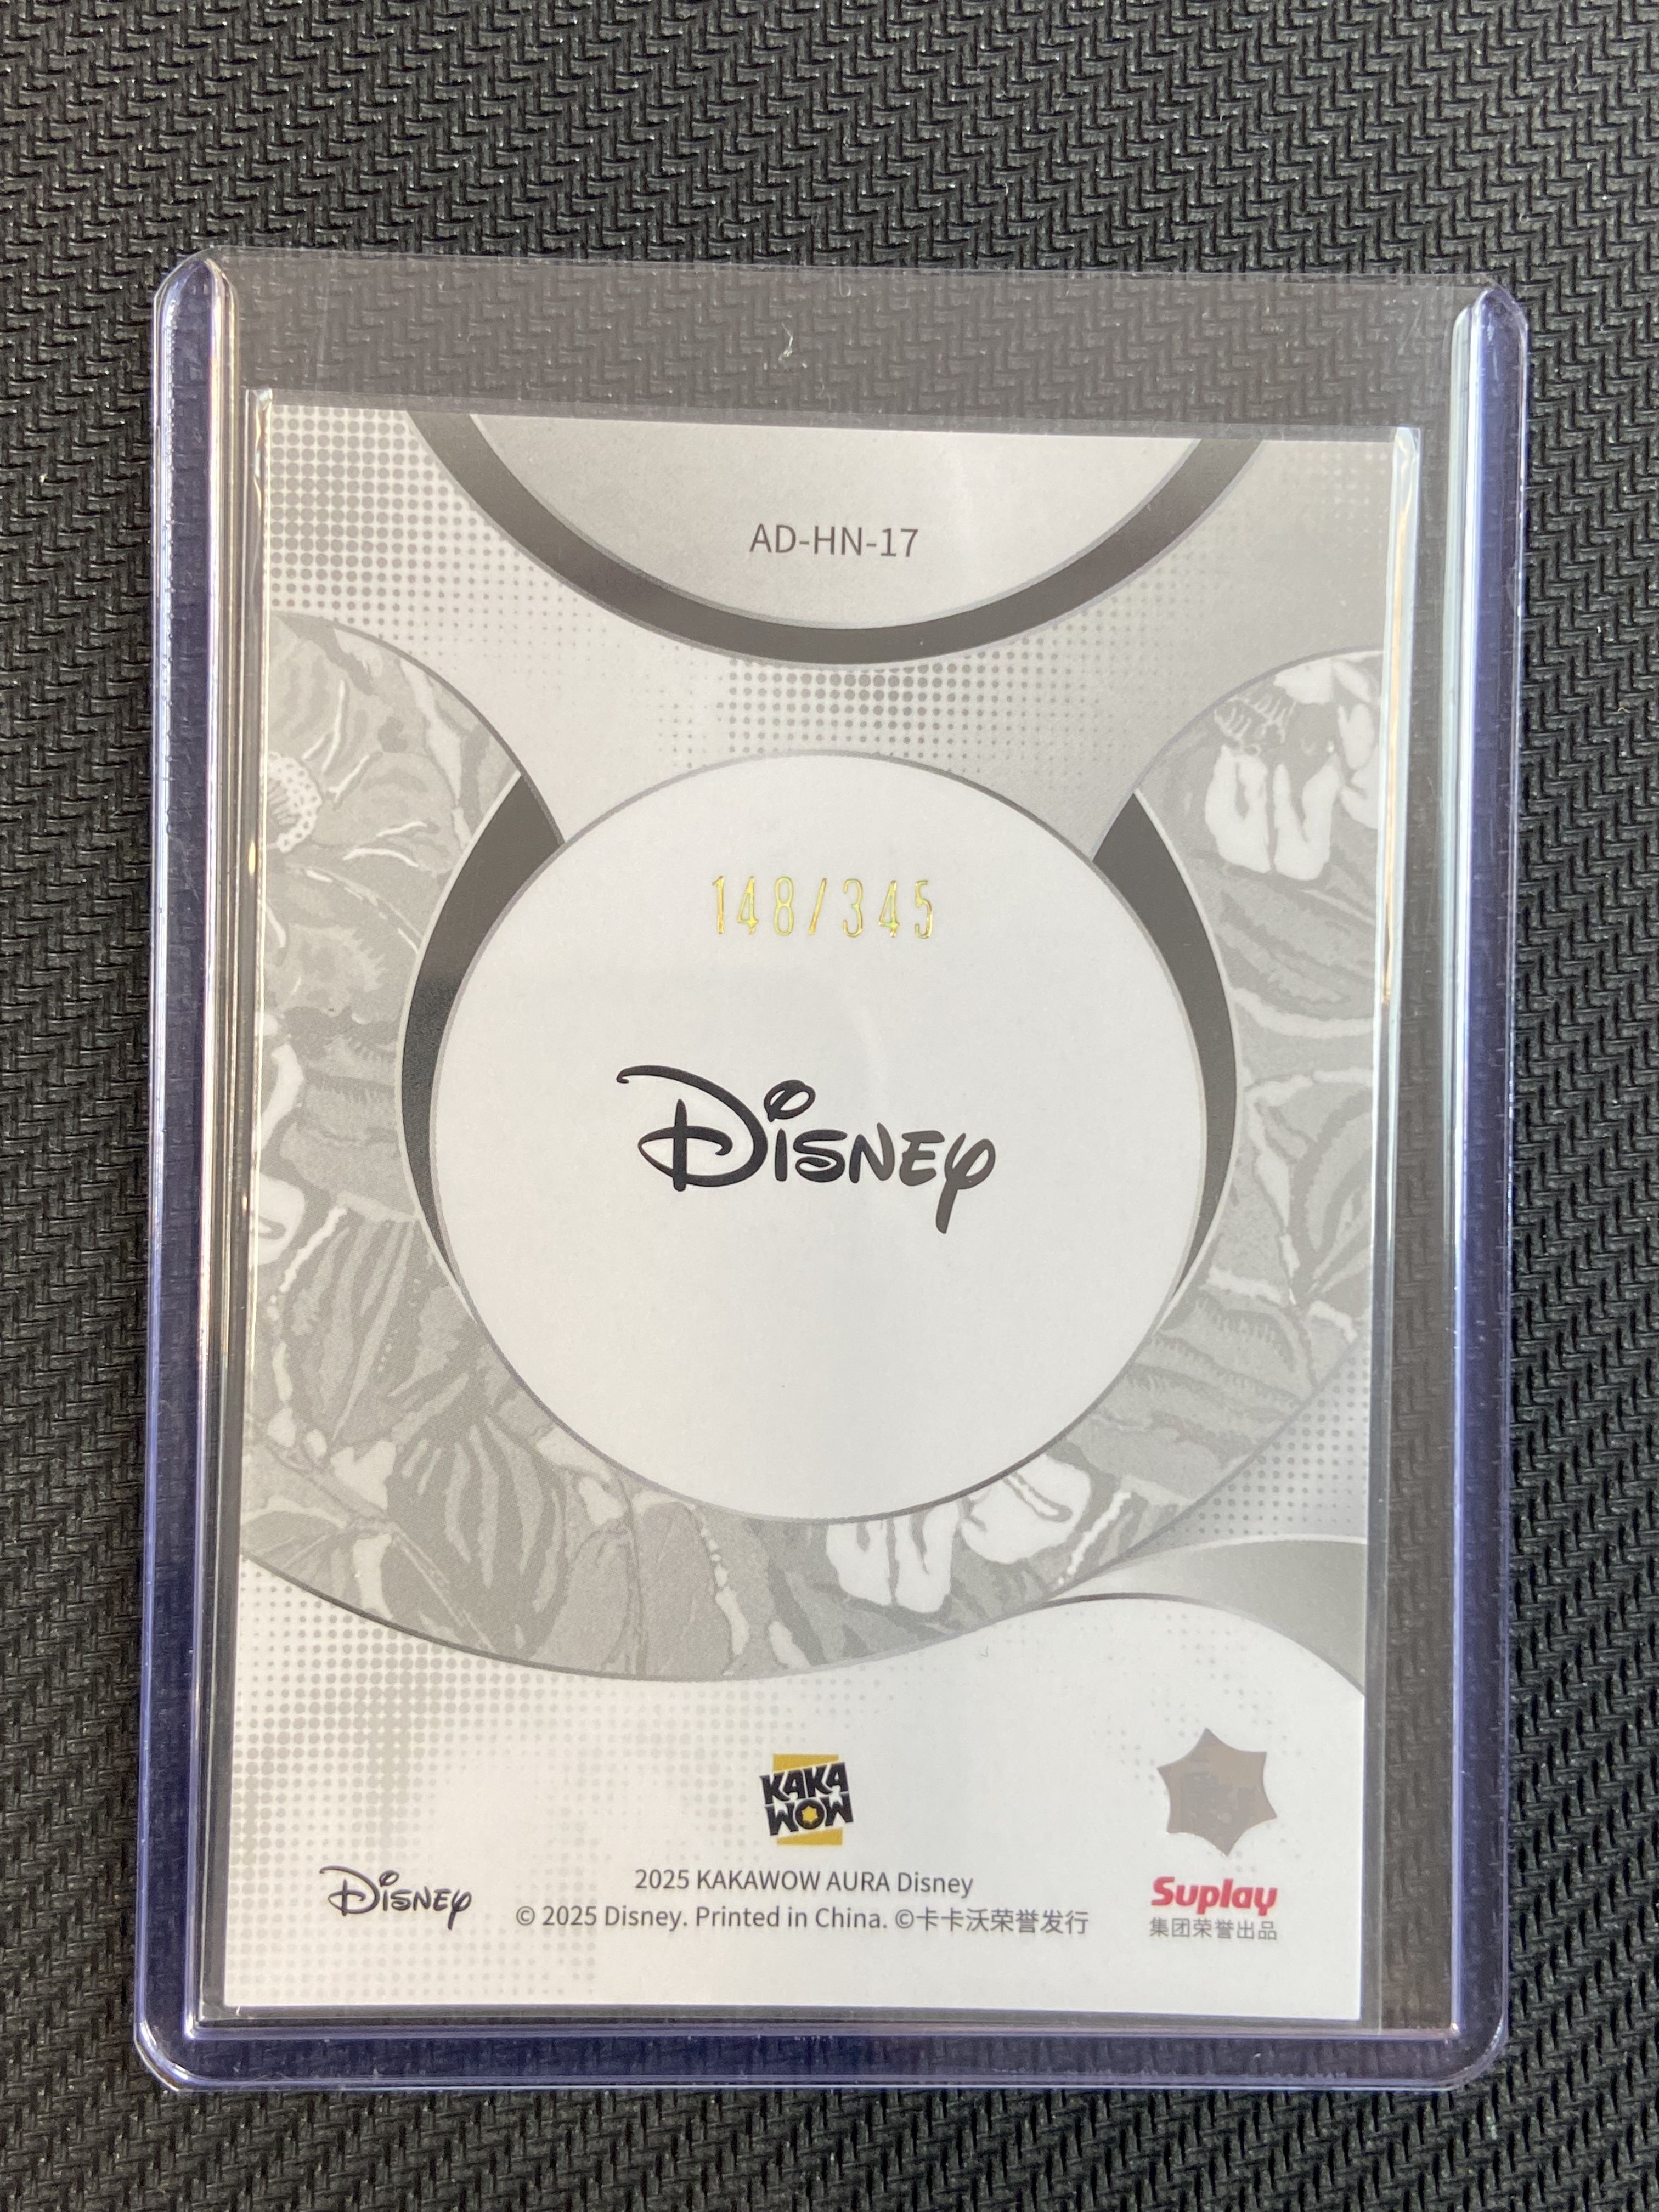 AD-HN-17
148/345
Disney
KAKA
WOW
Disney
2025 KAKAWOW AURA Disney
© 2025 Disney. Printed in China. ©卡卡沃荣誉发行
Suplay
集团荣誉出品